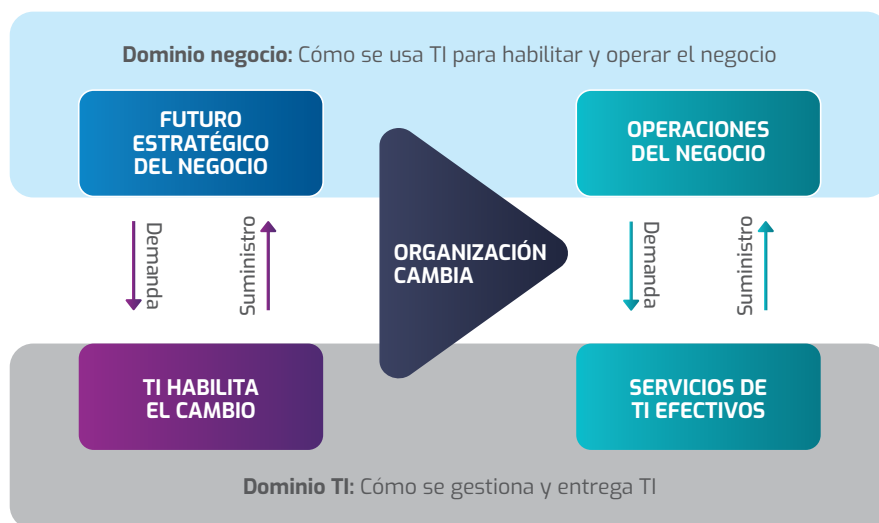 Dominio negocio: Cómo se usa TI para habilitar y operar el negocio
FUTURO
ESTRATÉGICO
DEL NEGOCIO
OPERACIONES
DEL NEGOCIO
Demanda
Suministro
ORGANIZACIÓN
CAMBIA
Demanda
Suministro
TI HABILITA
EL CAMBIO
SERVICIOS DE
TI EFECTIVOS
Dominio TI: Cómo se gestiona y entrega TI